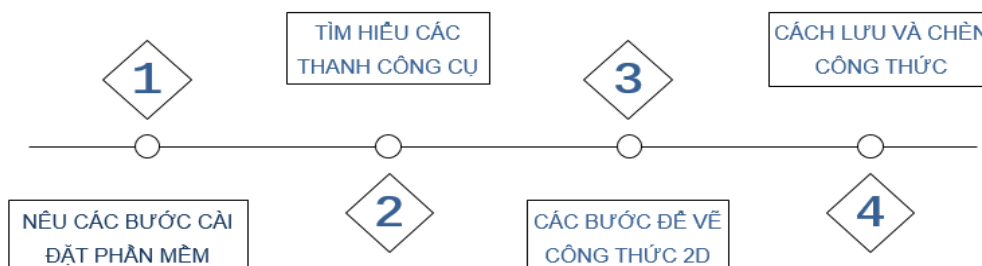 1
NÊU CÁC BƯỚC CÀI
ĐẶT PHẦN MỀM
TÌM HIỂU CÁC
THANH CÔNG CỤ
2
3
CÁC BƯỚC ĐỂ VẼ
CÔNG THỨC 2D
CÁCH LƯU VÀ CHÈN
CÔNG THỨC
4